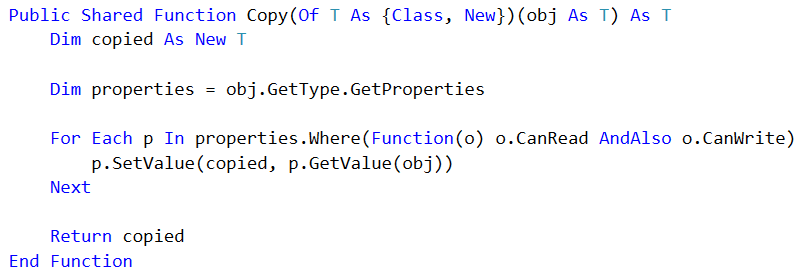 Public Shared Function Copy(Of T As {Class, New})(obj As T) As T
    Dim copied As New T

    Dim properties = obj.GetType.GetProperties

    For Each p In properties.Where(Function(o) o.CanRead AndAlso o.CanWrite)
        p.SetValue(copied, p.GetValue(obj))
    Next

    Return copied
End Function